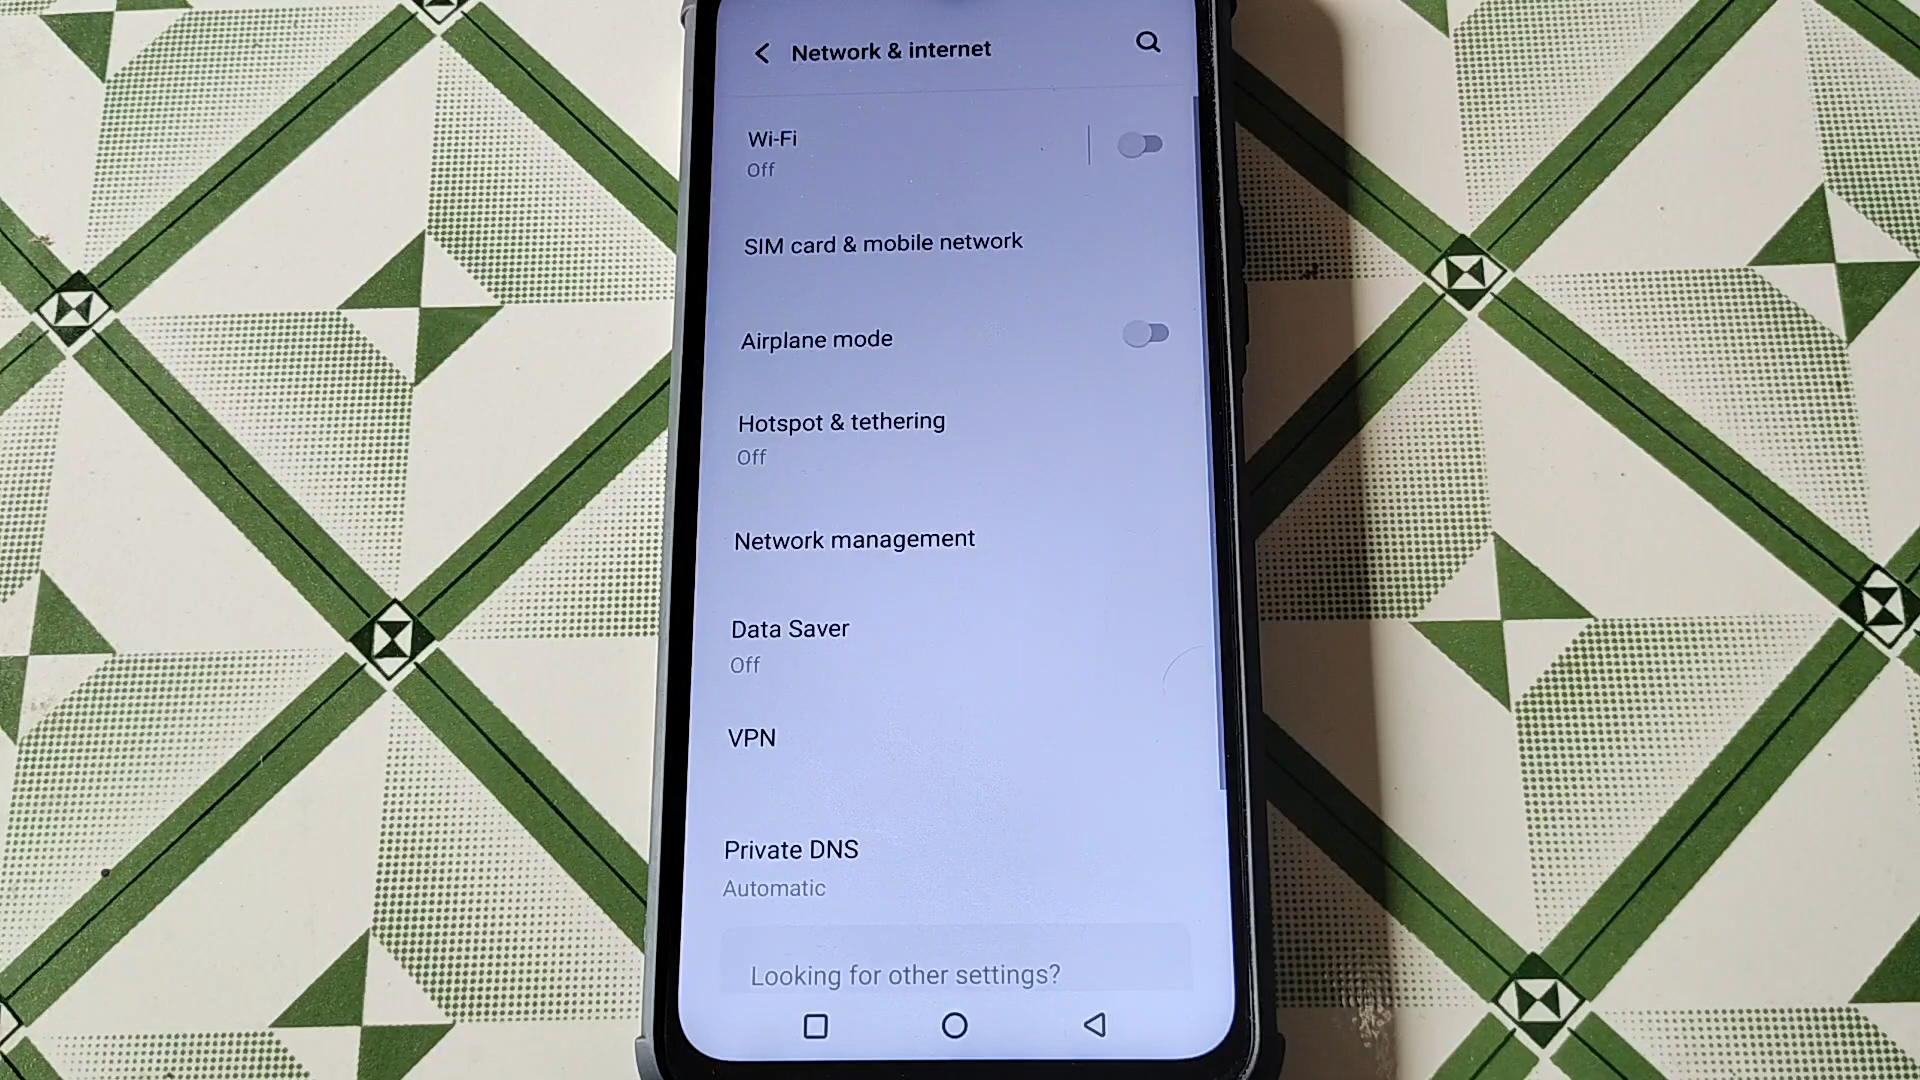 Network & internet
Wi-Fi
Off
SIM card & mobile network
Airplane mode
Hotspot & tethering
Off
Network management
Data Saver
Off
VPN
Private DNS
Automatic
Looking for other settings?